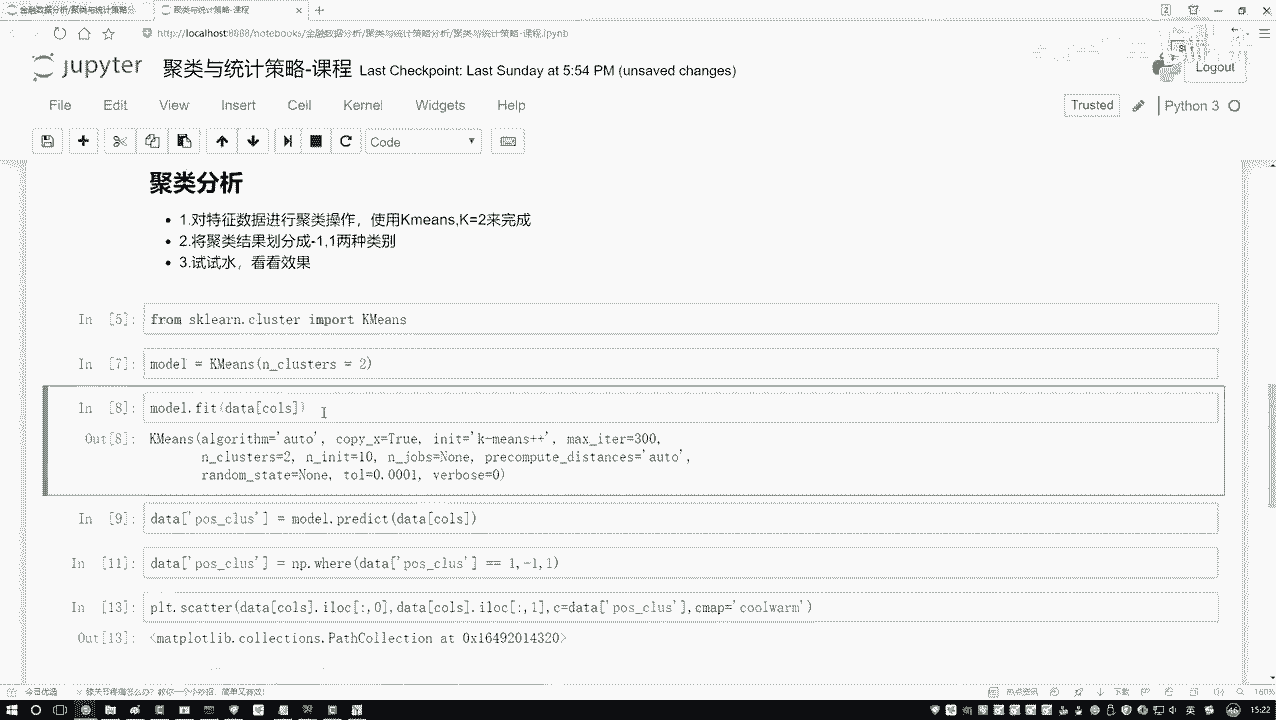 金融数据分析/聚类与统计策略分
聚类与统计策略-课程
http://localhost:8888/notebooks/金融数据分析/聚类与统计策略分析/聚类与统计策略-课程.ipynb
jupyter 聚类与统计策略-课程 Last Checkpoint: Last Sunday at 5:54 PM (unsaved changes)
Logout
File Edit View Insert Cell Kernel Widgets Help
Trusted
Python 3
Code
聚类分析
1.对特征数据进行聚类操作，使用Kmeans,K=2来完成
2.将聚类结果划分成-1,1两种类别
3.试试水，看看效果
In [5]: from sklearn.cluster import KMeans
In [7]: model = KMeans(n_clusters = 2)
In [8]: model.fit(data[cols])
Out[8]: KMeans(algorithm='auto', copy_x=True, init='k-means++', max_iter=300,
n_clusters=2, n_init=10, n_jobs=None, precompute_distances='auto',
random_state=None, tol=0.0001, verbose=0)
In [9]: data['pos_clus'] = model.predict(data[cols])
In [11]: data['pos_clus'] = np.where(data['pos_clus'] == 1,-1,1)
In [13]: plt.scatter(data[cols].iloc[:,0],data[cols].iloc[:,1],c=data['pos_clus'],cmap='coolwarm')
Out[13]: <matplotlib.collections.PathCollection at 0x16492014320>
今日优选
热点资讯
下载
160%
英
15:22